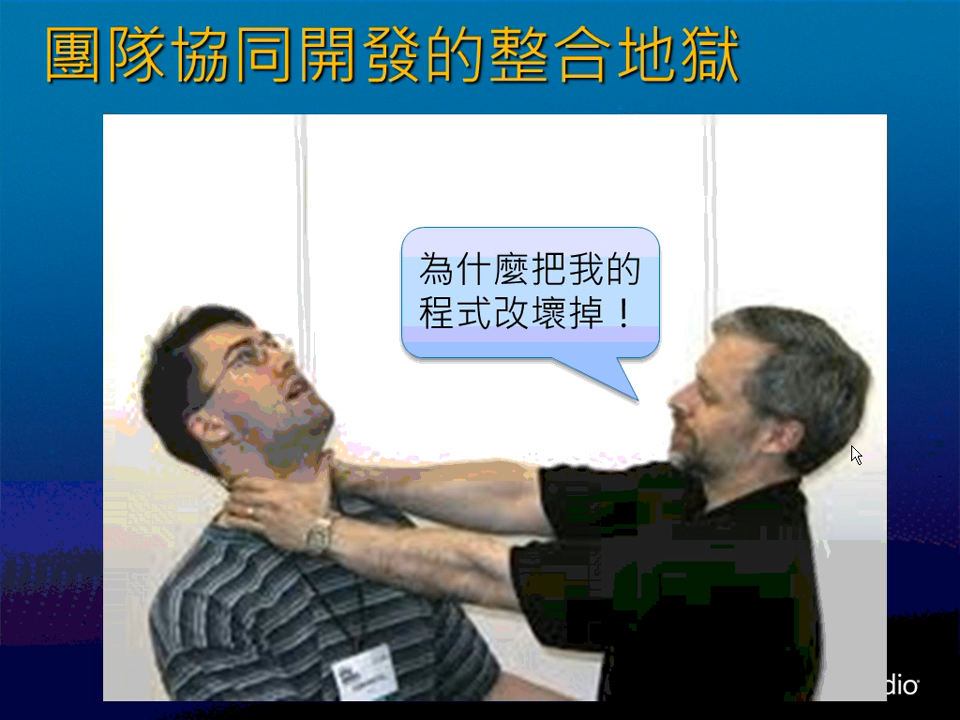 團隊協同開發的整合地獄
為什麼把我的
程式改壞掉！
dio